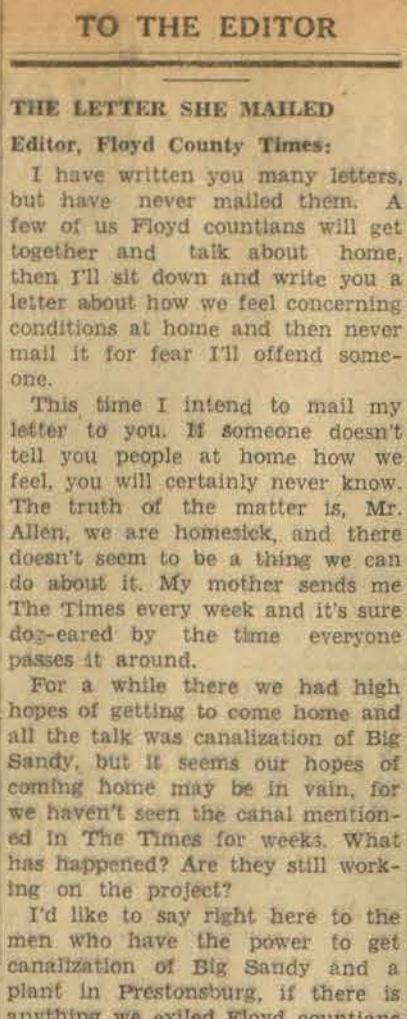 TO THE EDITOR
THE LETTER SHE MAILED
Editor, Floyd County Times:
I have written you many letters,
but have never mailed them. A
few of us Floyd countians will get
together and talk about home,
then I'll sit down and write you a
letter about how we feel concerning
conditions at home and then never
mail it for fear I'll offend some-
one.
This time I intend to mail my
letter to you. If someone doesn't
tell you people at home how we
feel, you will certainly never know.
The truth of the matter is, Mr.
Allen, we are homesick, and there
doesn't seem to be a thing we can
do about it. My mother sends me
The Times every week and it's sure
dog-eared by the time everyone
passes it around.
For a while there we had high
hopes of getting to come home and
all the talk was canalization of Big
Sandy, but it seems our hopes of
coming home may be in vain, for
we haven't seen the canal mention-
ed in The Times for weeks. What
has happened? Are they still work-
ing on the project?
I'd like to say right here to the
men who have the power to get
canalization of Big Sandy and a
plant in Prestonsburg, if there is
anything we exiled Floyd countians